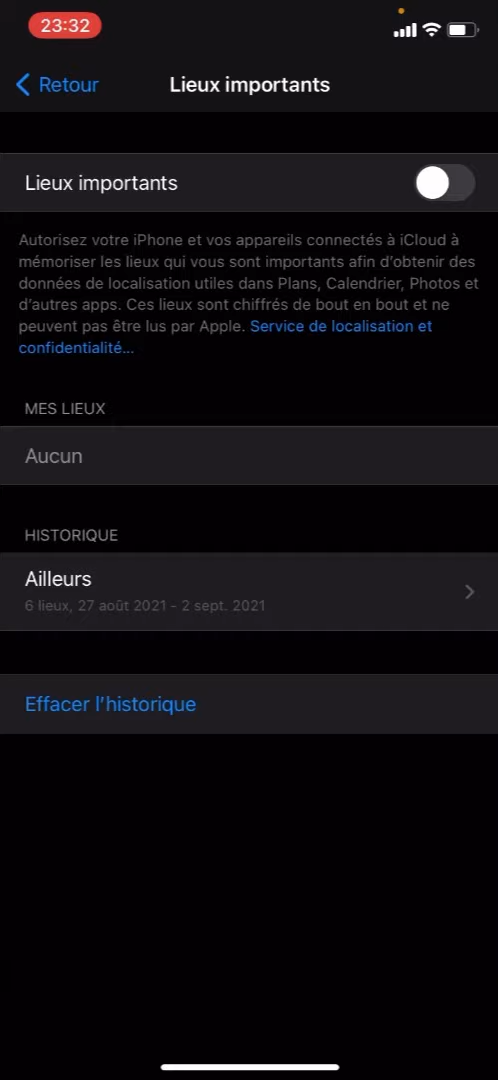 23:32
Retour
Lieux importants
Lieux importants
Autorisez votre iPhone et vos appareils connectés à iCloud à
mémoriser les lieux qui vous sont importants afin d’obtenir des
données de localisation utiles dans Plans, Calendrier, Photos et
d’autres apps. Ces lieux sont chiffrés de bout en bout et ne
peuvent pas être lus par Apple. Service de localisation et
confidentialité...
MES LIEUX
Aucun
HISTORIQUE
Ailleurs
6 lieux, 27 août 2021 - 2 sept. 2021
Effacer l’historique